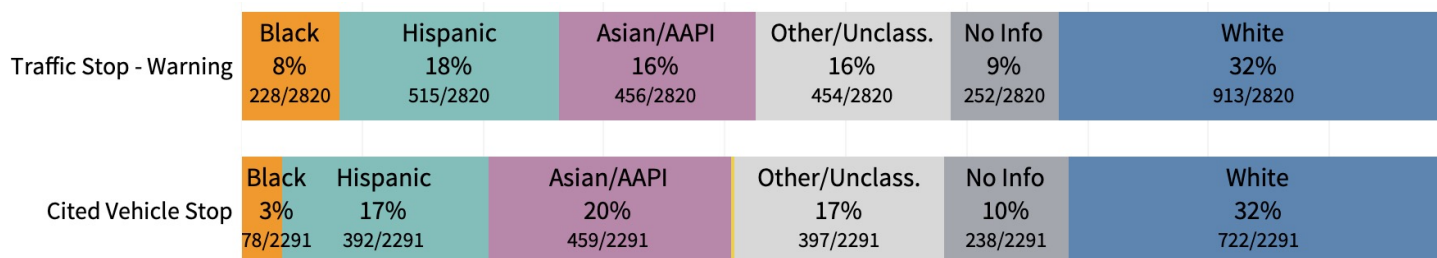 Black Hispanic Asian/AAPI Other/Unclass. No Info White
Traffic Stop - Warning 8% 18% 16% 16% 9% 32%
228/2820 515/2820 456/2820 454/2820 252/2820 913/2820
Black Hispanic Asian/AAPI Other/Unclass. No Info White
Cited Vehicle Stop 3% 17% 20% 17% 10% 32%
78/2291 392/2291 459/2291 397/2291 238/2291 722/2291